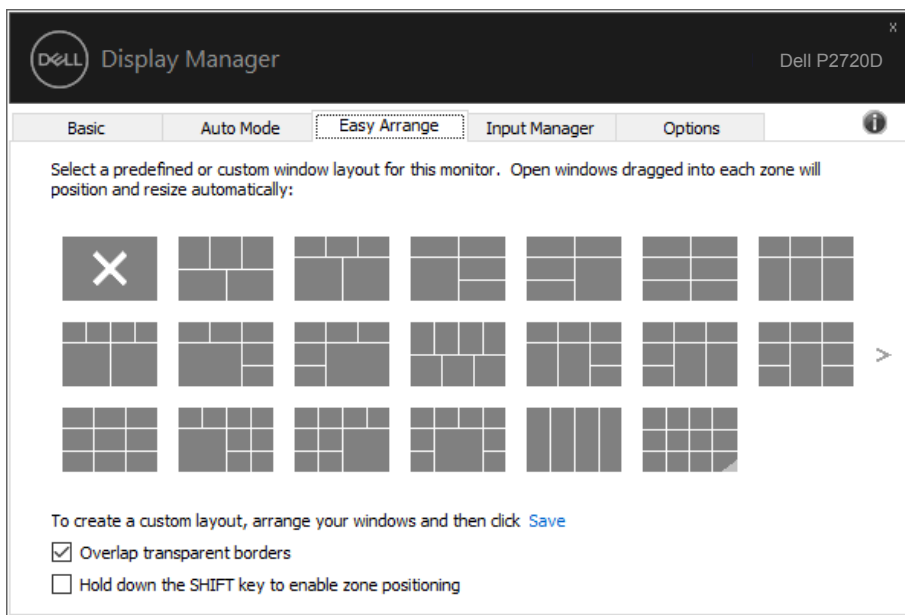 x
DELL
Display Manager
Dell P2720D
Basic
Auto Mode
Easy Arrange
Input Manager
Options
i
Select a predefined or custom window layout for this monitor. Open windows dragged into each zone will
position and resize automatically:
>
To create a custom layout, arrange your windows and then click Save
Overlap transparent borders
Hold down the SHIFT key to enable zone positioning